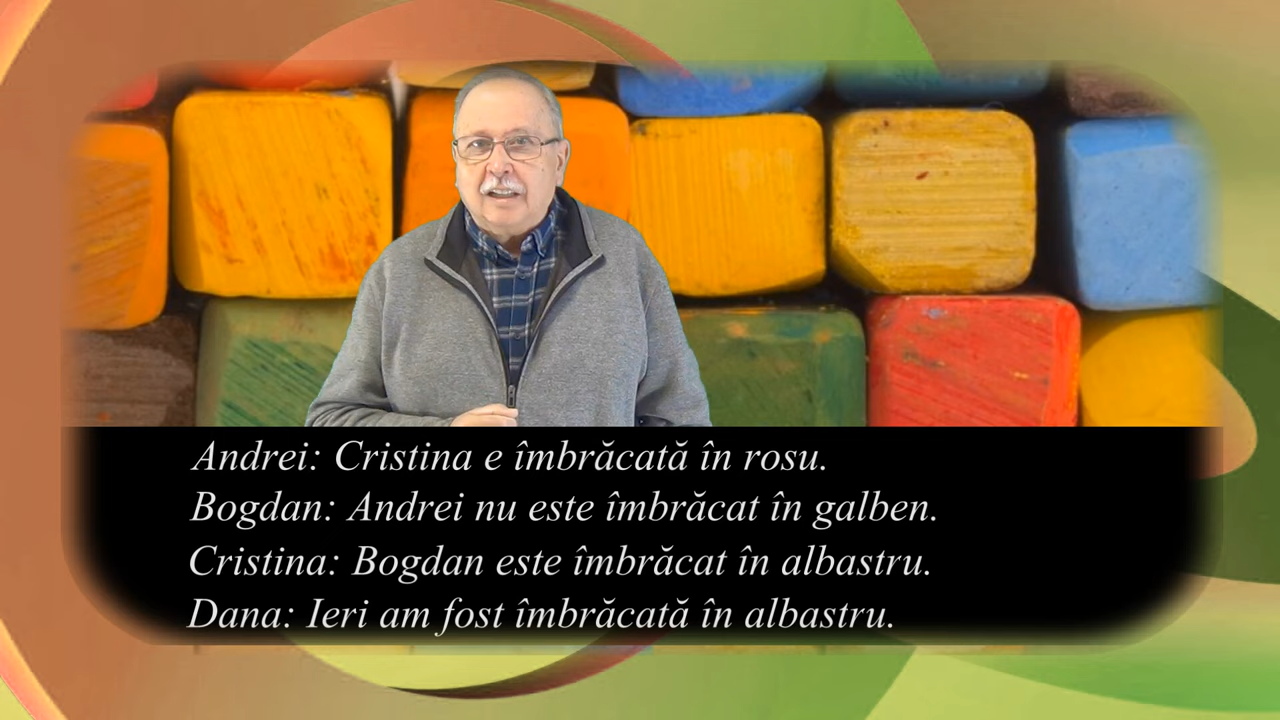 Andrei: Cristina e îmbrăcată în rosu.
Bogdan: Andrei nu este îmbrăcat în galben.
Cristina: Bogdan este îmbrăcat în albastru.
Dana: Ieri am fost îmbrăcată în albastru.